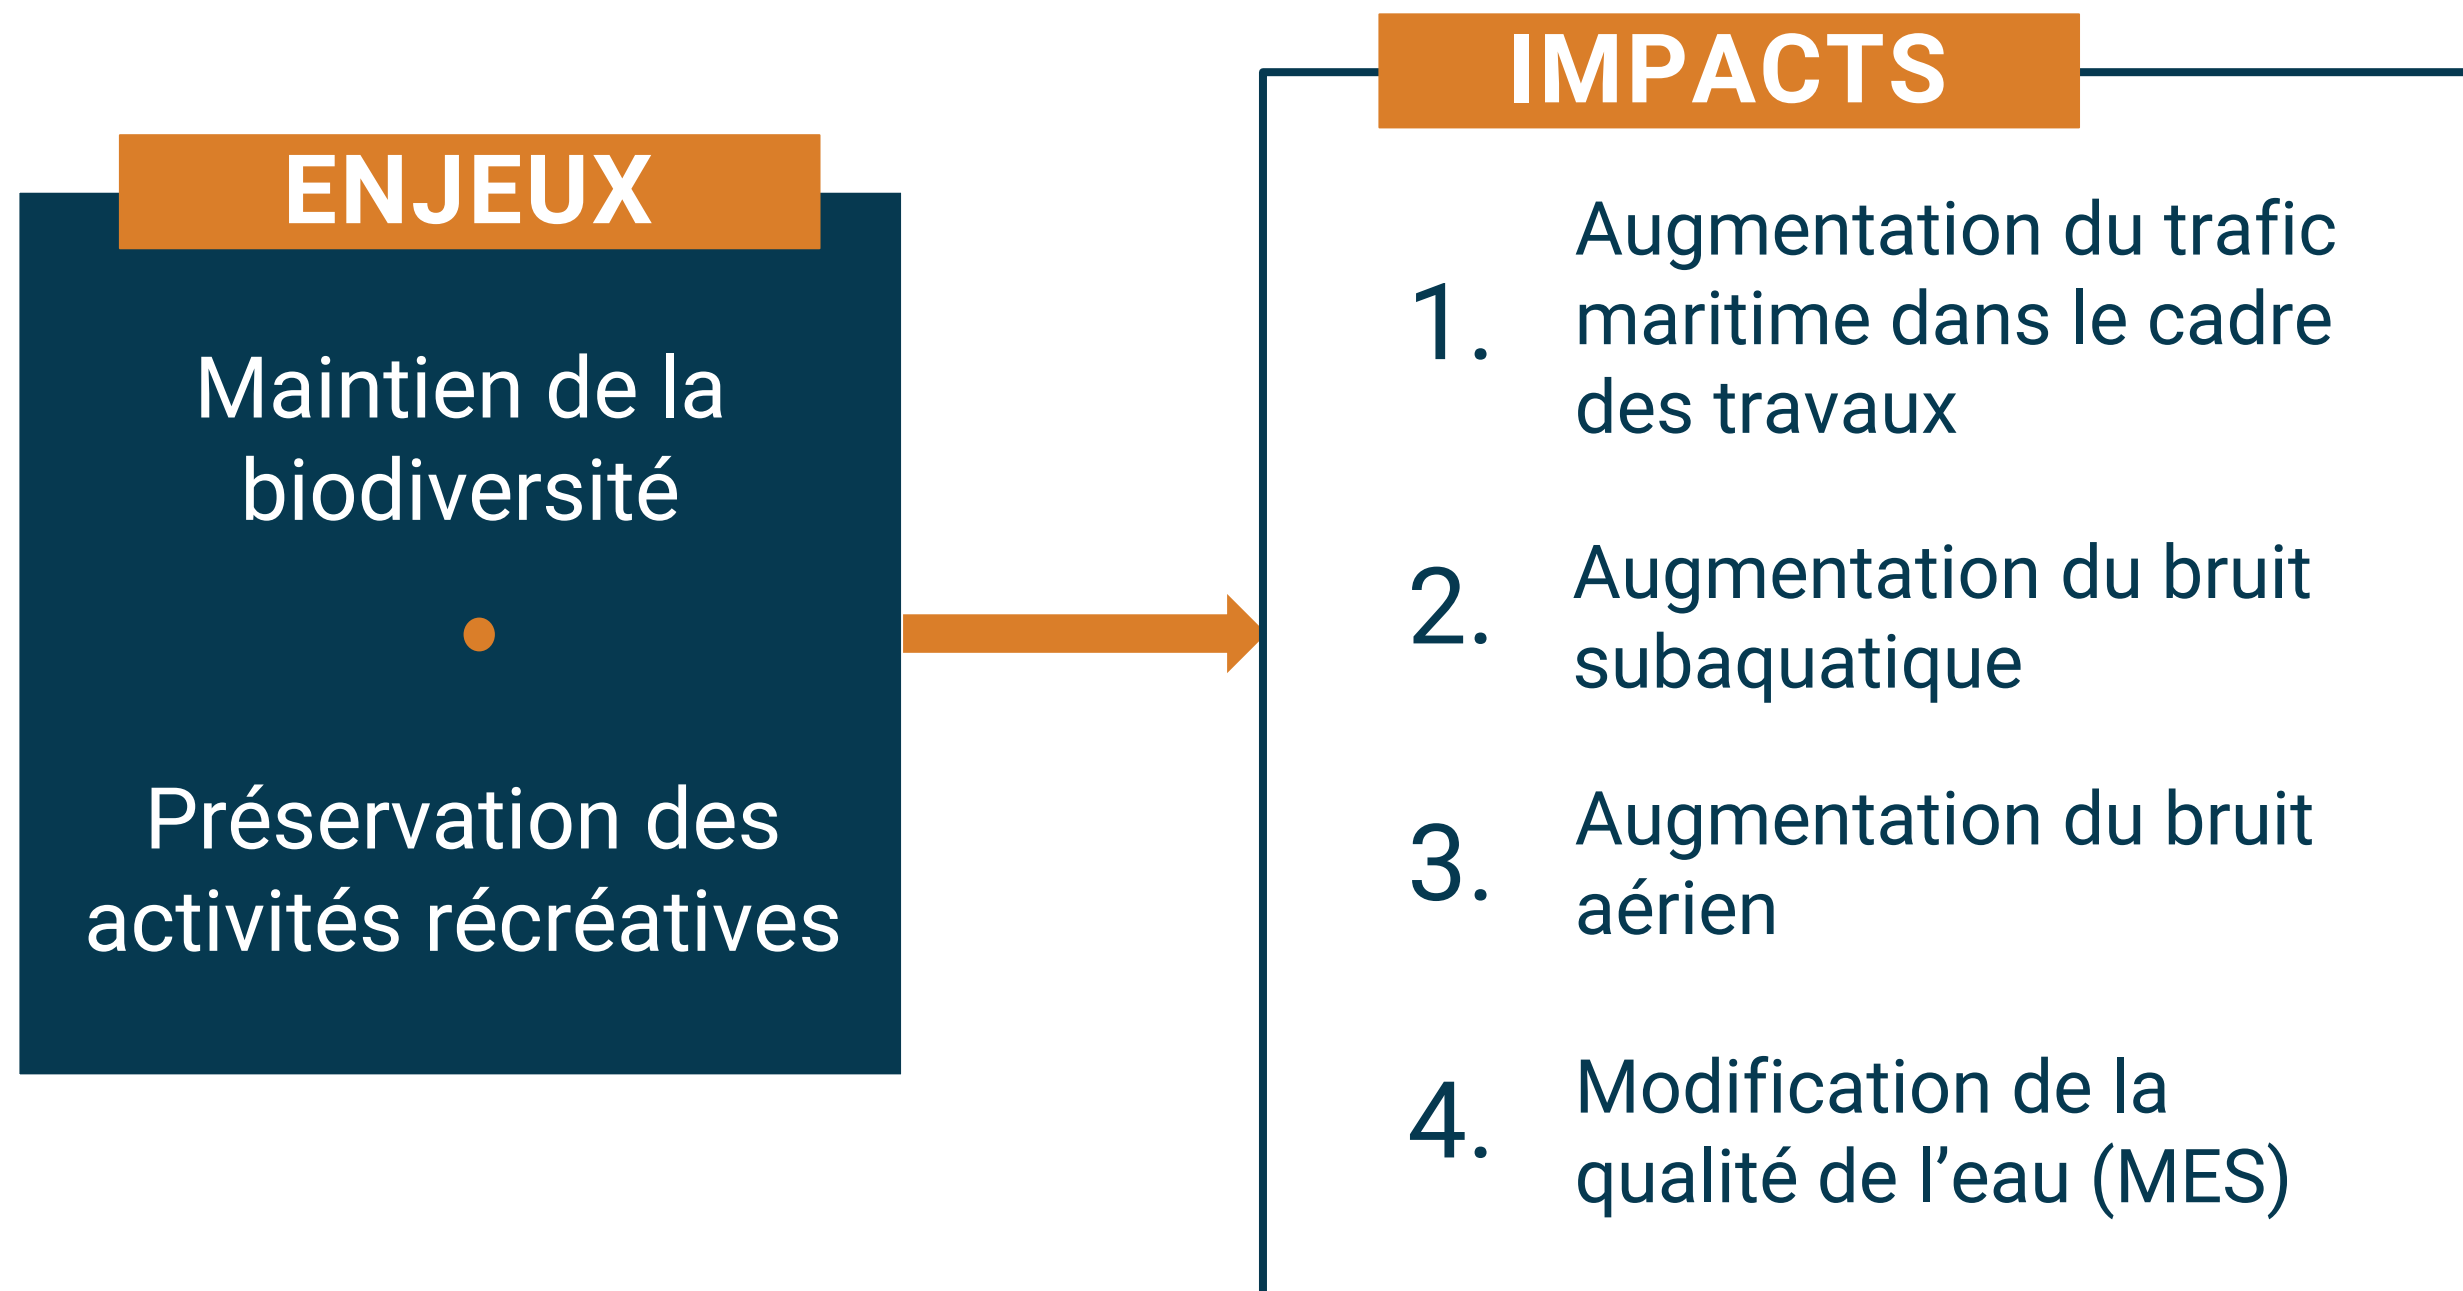 ENJEUX
Maintien de la
biodiversité
Préservation des
activités récréatives
IMPACTS
1. Augmentation du trafic
maritime dans le cadre
des travaux
2. Augmentation du bruit
subaquatique
3. Augmentation du bruit
aérien
4. Modification de la
qualité de l’eau (MES)